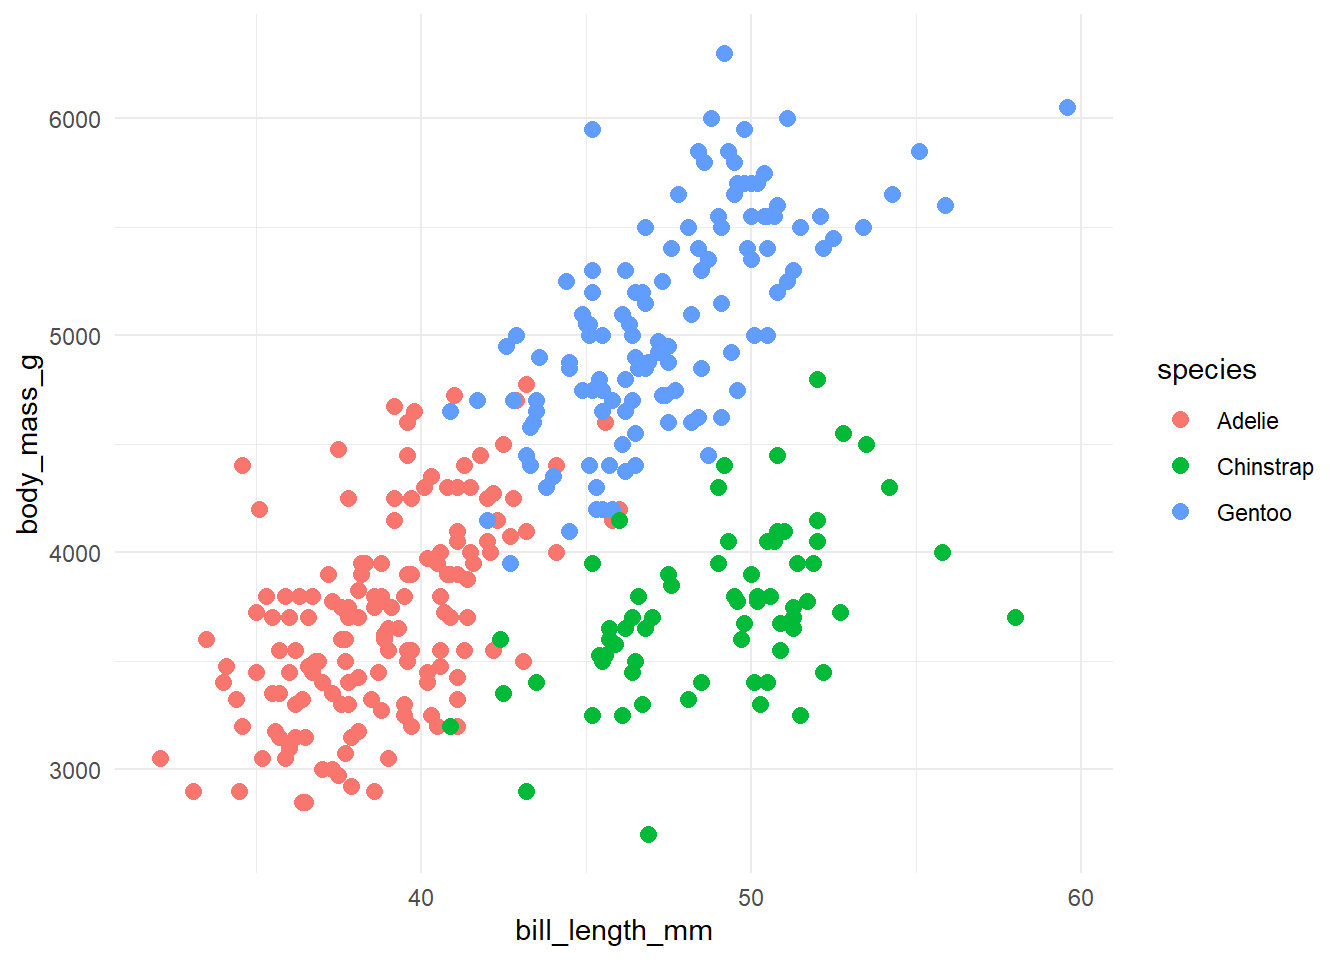 6000
5000
4000
3000
body_mass_g
40
50
60
bill_length_mm
species
Adelie
Chinstrap
Gentoo